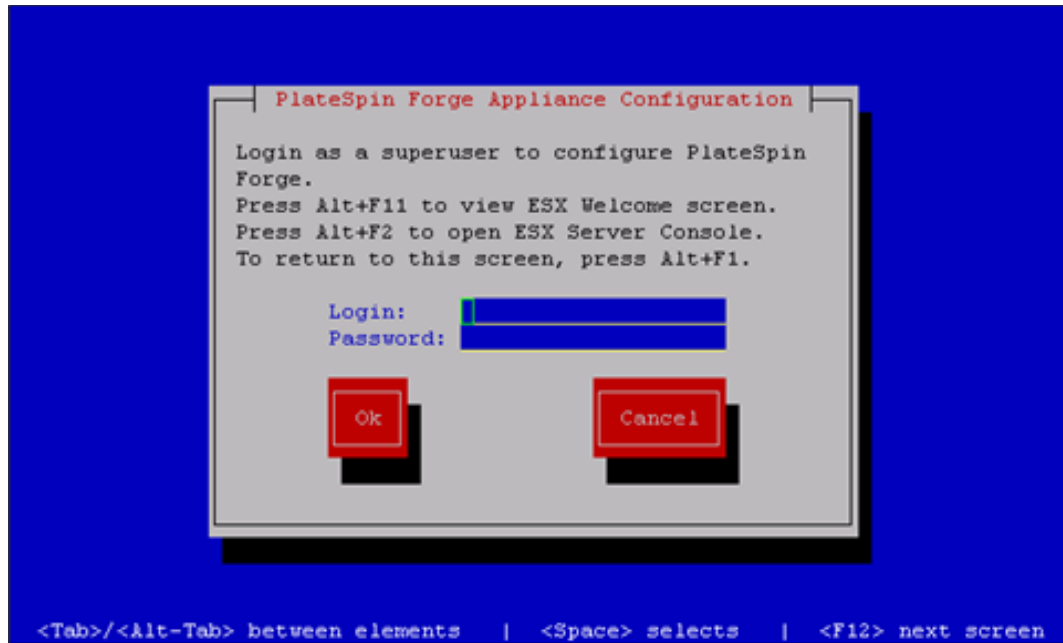 PlateSpin Forge Appliance Configuration
Login as a superuser to configure PlateSpin
Forge.
Press Alt+F11 to view ESX Welcome screen.
Press Alt+F2 to open ESX Server Console.
To return to this screen, press Alt+F1.
Login:
Password:
Ok Cancel
<Tab>/<Alt-Tab> between elements | <Space> selects | <F12> next screen